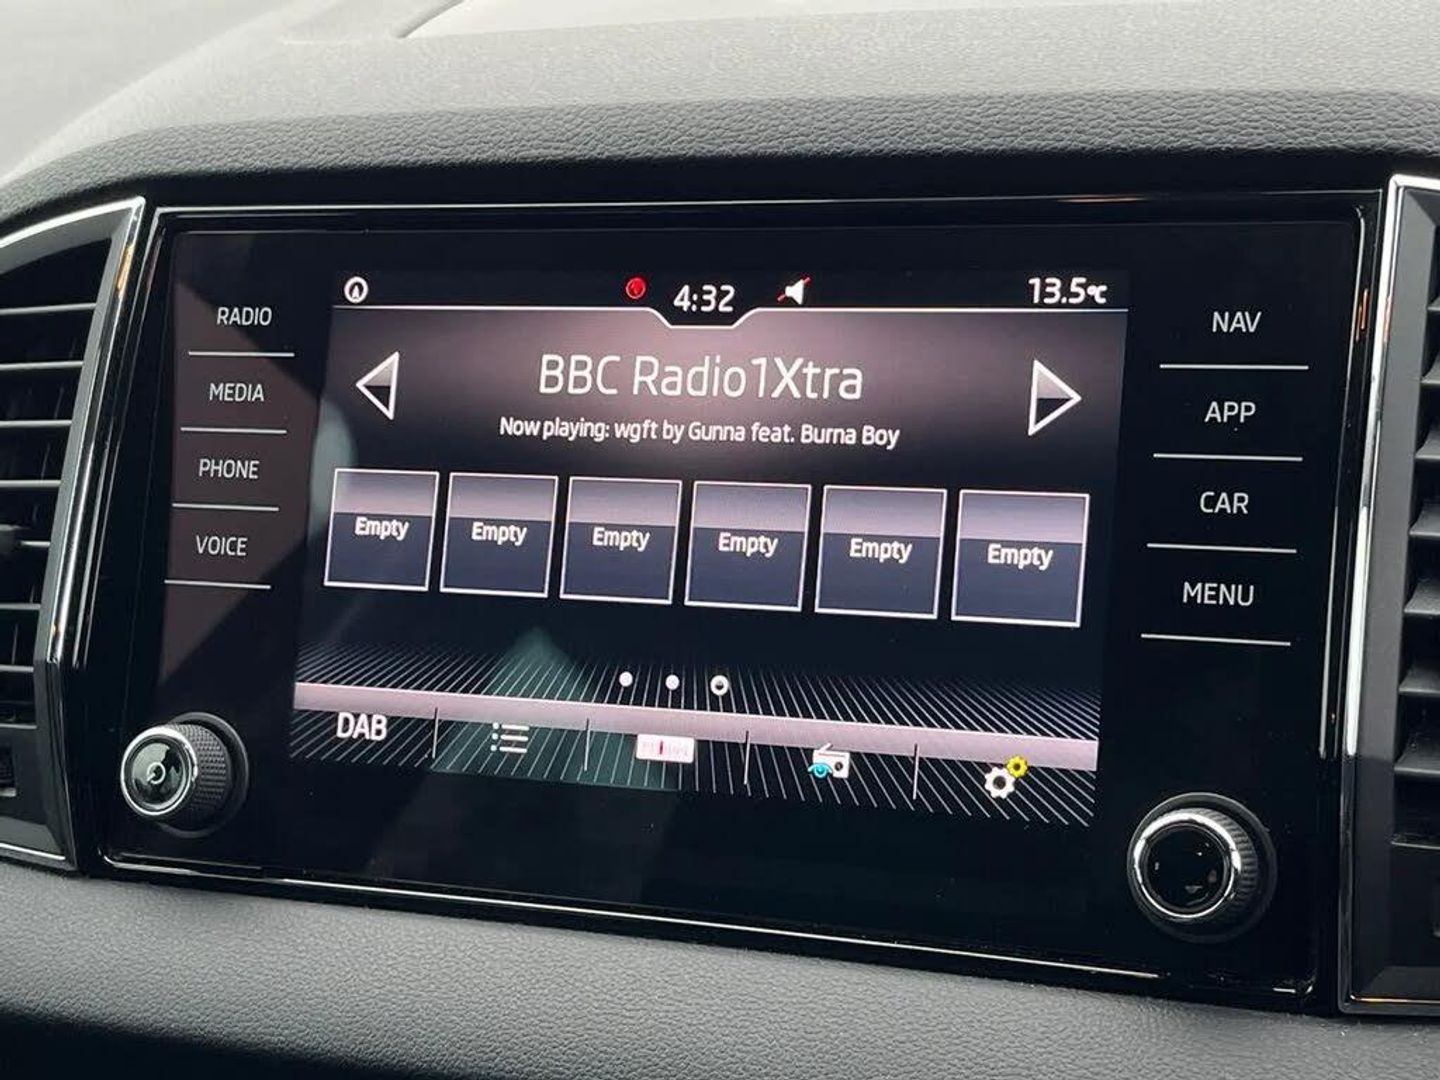 4:32
13.5°C
BBC Radio1Xtra
Now playing: wgft by Gunna feat. Burna Boy
Empty
Empty
Empty
Empty
Empty
Empty
DAB
RADIO
MEDIA
PHONE
VOICE
NAV
APP
CAR
MENU